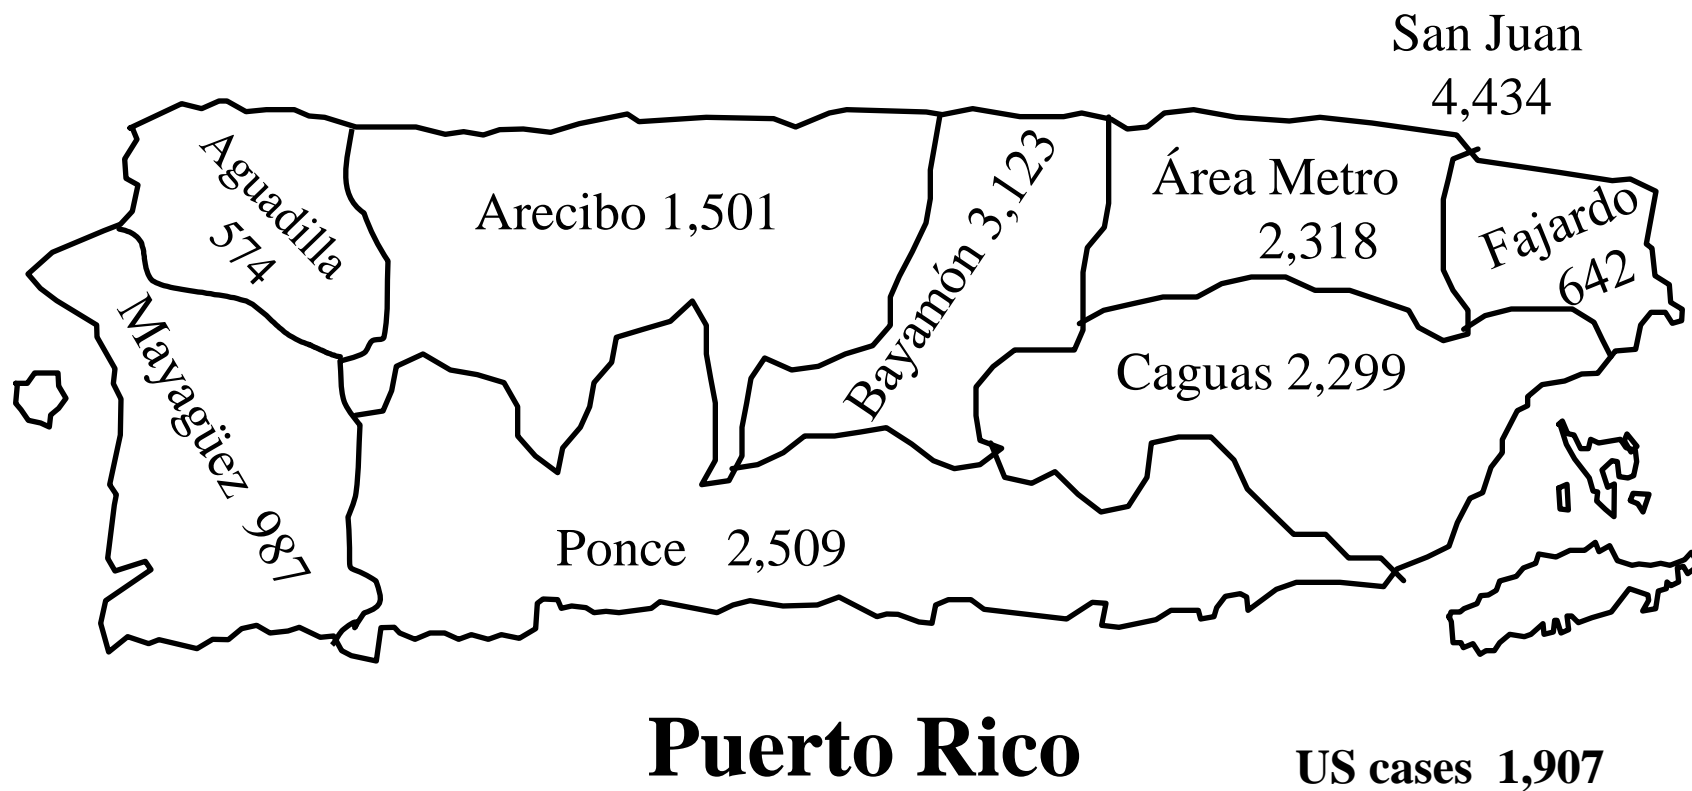 San Juan
4,434
Aguadilla
574
Arecibo 1,501
Bayamón 3,123
Área Metro
2,318
Fajardo
642
Mayagüez 987
Caguas 2,299
Ponce 2,509
Puerto Rico
US cases 1,907